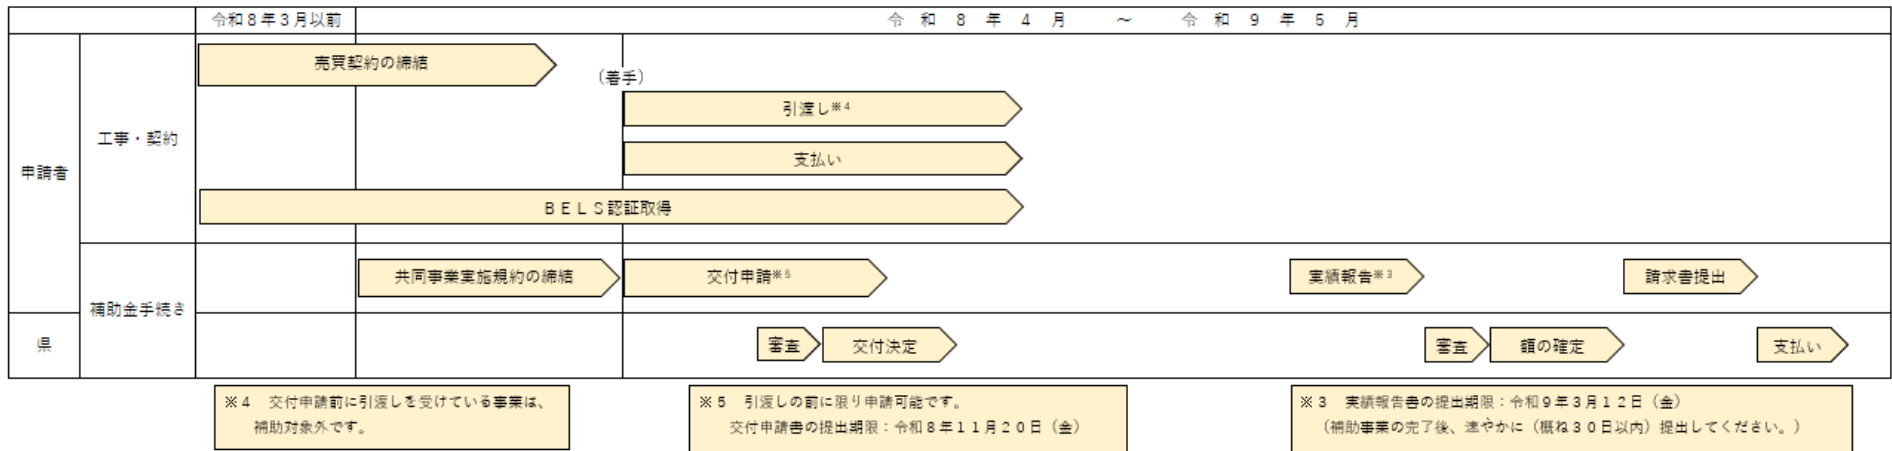 令和８年３月以前
令和８年４月　～　令和９年５月
申請者
工事・契約
売買契約の締結
（着手）
引渡し※４
支払い
ＢＥＬＳ認証取得
補助金手続き
共同事業実施規約の締結
交付申請※５
実績報告※３
請求書提出
県
審査
交付決定
審査
額の確定
支払い
※４　交付申請前に引渡しを受けている事業は、
補助対象外です。
※５　引渡しの前に限り申請可能です。
交付申請書の提出期限：令和８年１１月２０日（金）
※３　実績報告書の提出期限：令和９年３月１２日（金）
（補助事業の完了後、速やかに（概ね３０日以内）提出してください。）